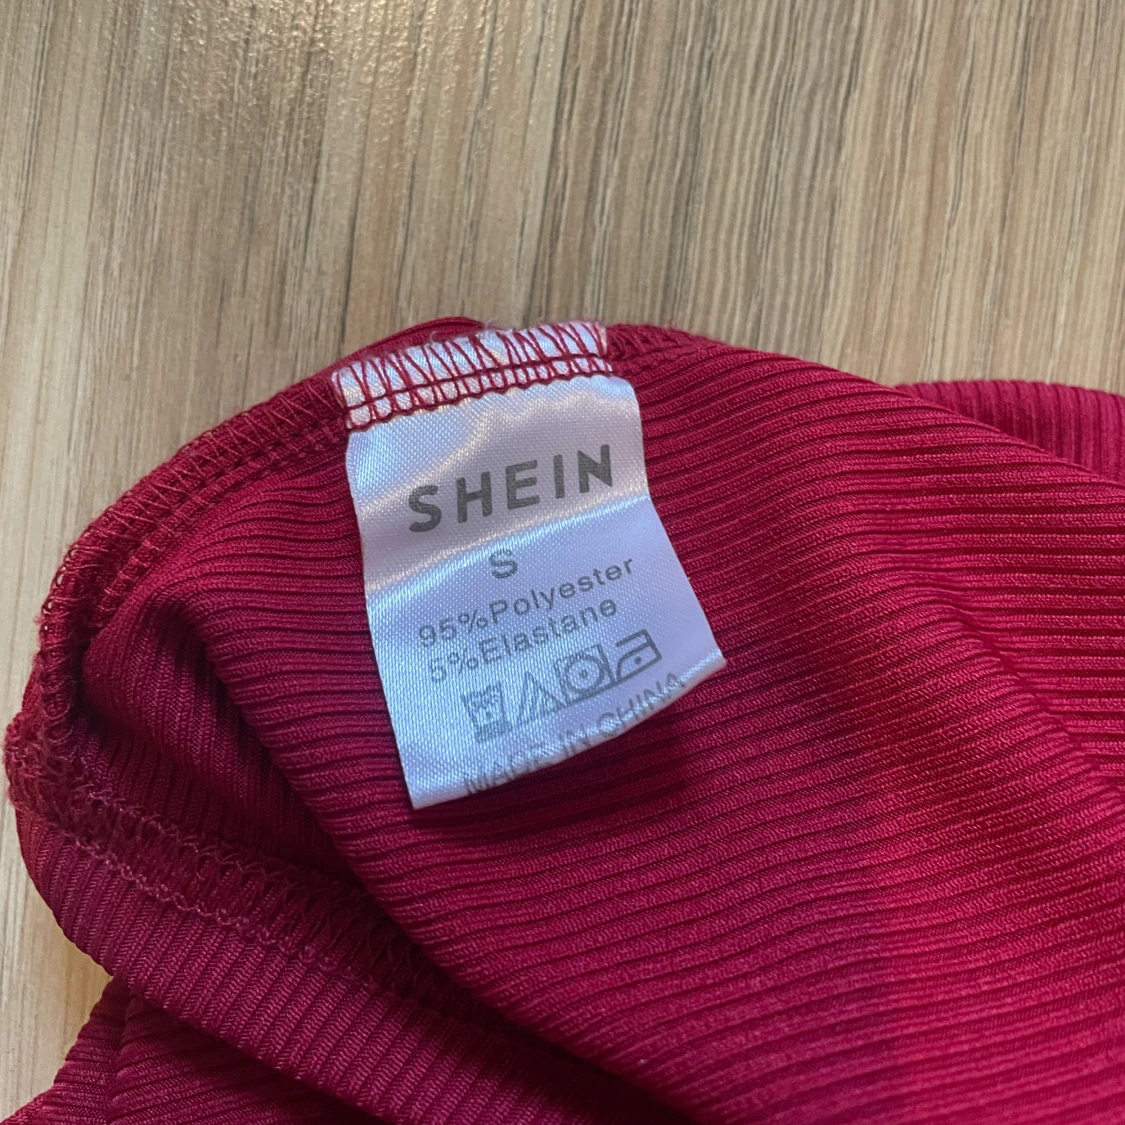 SHEIN
S
95%Polyester
5%Elastane
MADE IN CHINA